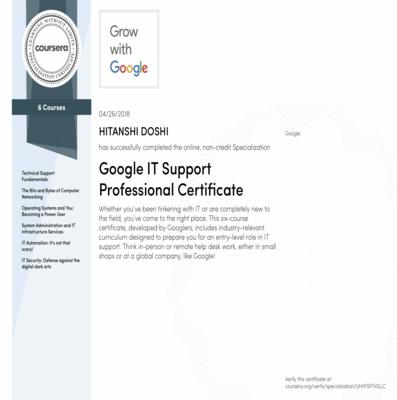 LEARNING WITHOUT LIMITS
coursera
SPECIALIZATION CERTIFICATE
6 Courses
Technical Support
Fundamentals
The Bits and Bytes of Computer
Networking
Operating Systems and You:
Becoming a Power User
System Administration and IT
Infrastructure Services
IT Automation: it's not that
scary!
IT Security: Defense against the
digital dark arts
Grow
with
Google
04/26/2018
HITANSHI DOSHI
has successfully completed the online, non-credit Specialization
Google IT Support
Professional Certificate
Whether you've been tinkering with IT or are completely new to
the field, you've come to the right place. This six-course
certificate, developed by Googlers, includes industry-relevant
curriculum designed to prepare you for an entry-level role in IT
support. Think in-person or remote help desk work, either in small
shops or at a global company, like Google!
Google
Verify this certificate at: